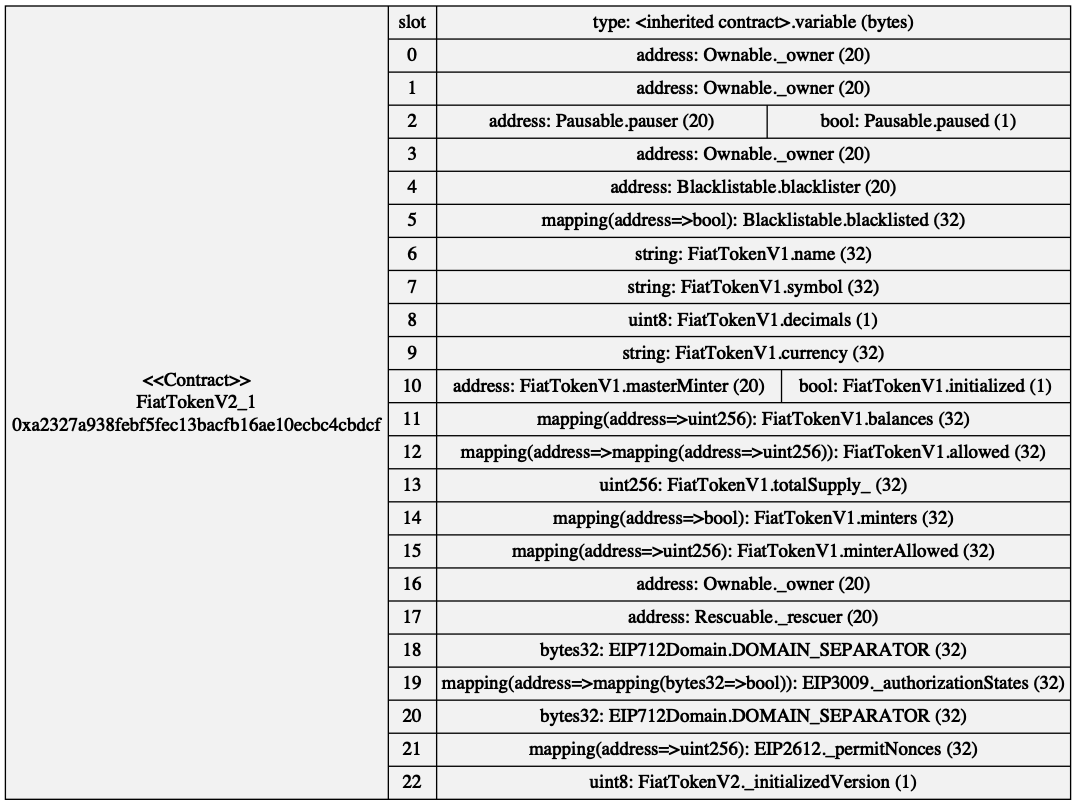 slot type: <inherited contract>.variable (bytes)
0 address: Ownable._owner (20)
1 address: Ownable._owner (20)
2 address: Pausable.pauser (20) bool: Pausable.paused (1)
3 address: Ownable._owner (20)
4 address: Blacklistable.blacklister (20)
5 mapping(address=>bool): Blacklistable.blacklisted (32)
6 string: FiatTokenV1.name (32)
7 string: FiatTokenV1.symbol (32)
8 uint8: FiatTokenV1.decimals (1)
9 string: FiatTokenV1.currency (32)
<<Contract>>
FiatTokenV2_1
0xa2327a938febf5fec13bacfb16ae10ecbc4cbdcf
10 address: FiatTokenV1.masterMinter (20) bool: FiatTokenV1.initialized (1)
11 mapping(address=>uint256): FiatTokenV1.balances (32)
12 mapping(address=>mapping(address=>uint256)): FiatTokenV1.allowed (32)
13 uint256: FiatTokenV1.totalSupply_ (32)
14 mapping(address=>bool): FiatTokenV1.minters (32)
15 mapping(address=>uint256): FiatTokenV1.minterAllowed (32)
16 address: Ownable._owner (20)
17 address: Rescuable._rescuer (20)
18 bytes32: EIP712Domain.DOMAIN_SEPARATOR (32)
19 mapping(address=>mapping(bytes32=>bool)): EIP3009._authorizationStates (32)
20 bytes32: EIP712Domain.DOMAIN_SEPARATOR (32)
21 mapping(address=>uint256): EIP2612._permitNonces (32)
22 uint8: FiatTokenV2._initializedVersion (1)